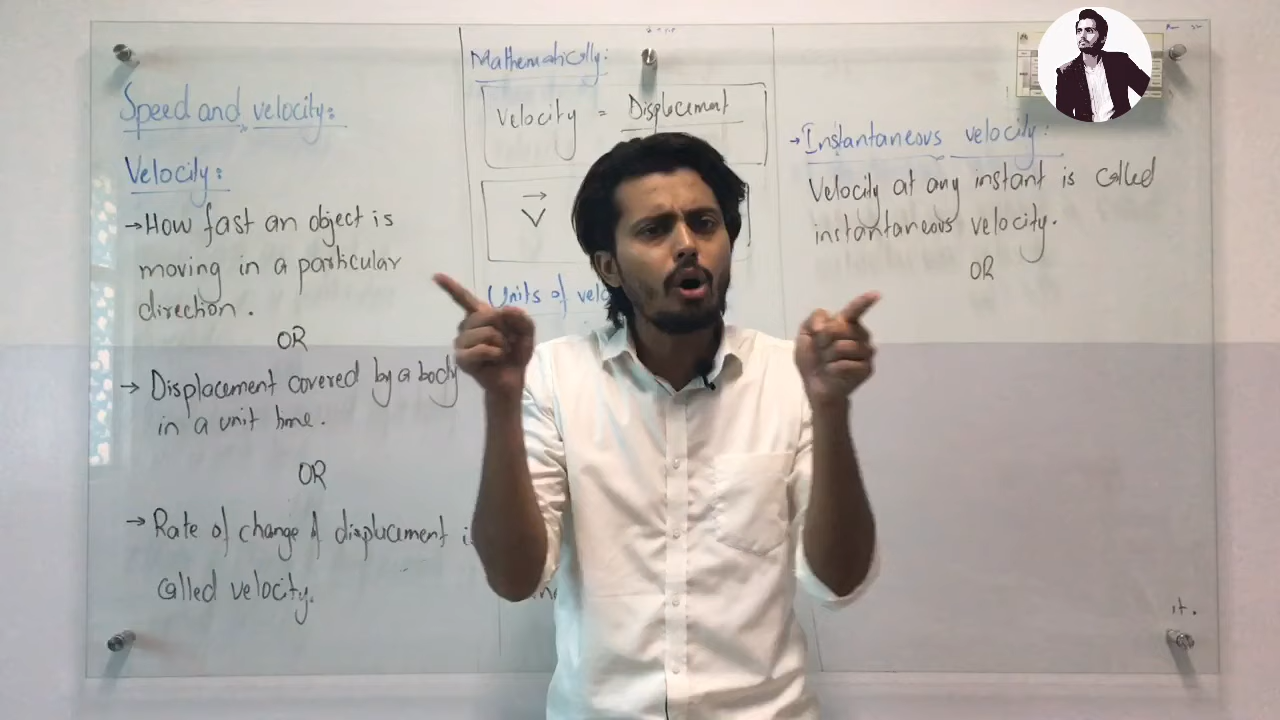 Speed and velocity:
Velocity:
→ How fast an object is
moving in a particular
direction.
OR
→ Displacement covered by a body
in a unit time.
OR
→ Rate of change of displacement
called velocity.
Mathematically:
Velocity = Displacement
V
Units of
→ Instantaneous velocity:
Velocity at any instant is called
instantaneous velocity.
OR
it.